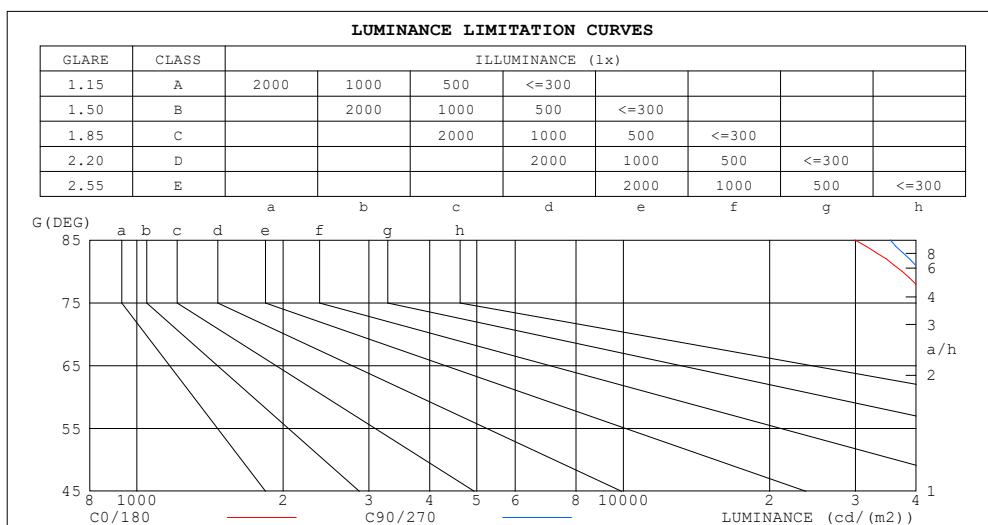 LUMINANCE LIMITATION CURVES
GLARE CLASS ILLUMINANCE (lx)
1.15 A 2000 1000 500 <=300
1.50 B 2000 1000 500 <=300
1.85 C 2000 1000 500 <=300
2.20 D 2000 1000 500 <=300
2.55 E 2000 1000 500 <=300
a b c d e f g h
G(DEG)
85 a b c d e f g h
8
6
75 4
3
a/h
65 2
55
45 1
8 1000 2 3 4 5 6 8 10000 2 3 4
C0/180 C90/270 LUMINANCE (cd/(m2))